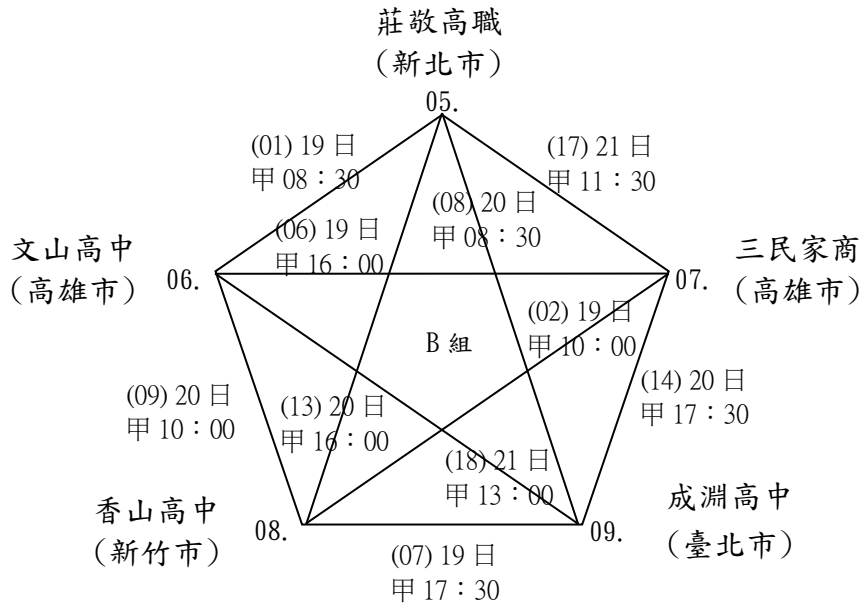 莊敬高職
(新北市)
05.
(01) 19 日
甲 08：30
(17) 21 日
甲 11：30
(08) 20 日
甲 08：30
(06) 19 日
甲 16：00
文山高中
(高雄市)
06.
07.
三民家商
(高雄市)
(02) 19 日
甲 10：00
B 組
(14) 20 日
甲 17：30
(09) 20 日
甲 10：00
(13) 20 日
甲 16：00
(18) 21 日
甲 13：00
香山高中
(新竹市)
08.
09.
成淵高中
(臺北市)
(07) 19 日
甲 17：30